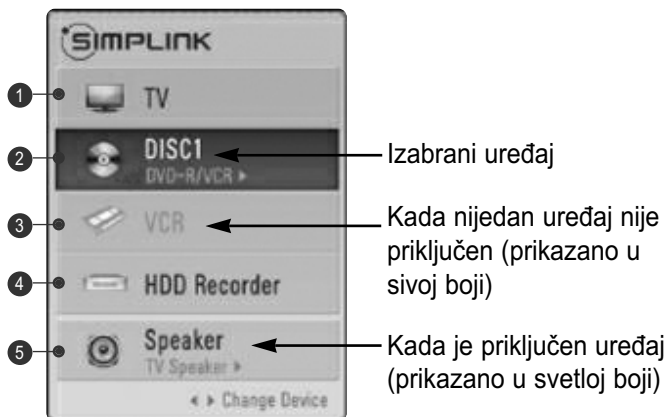 SIMPLINK
1 TV
2 DISC1
DVD-R/VCR ▸
Izabrani uređaj
3 VCR
Kada nijedan uređaj nije
priključen (prikazano u
sivoj boji)
4 HDD Recorder
5 Speaker
TV Speaker ▸
Kada je priključen uređaj
(prikazano u svetloj boji)
◂ ▸ Change Device